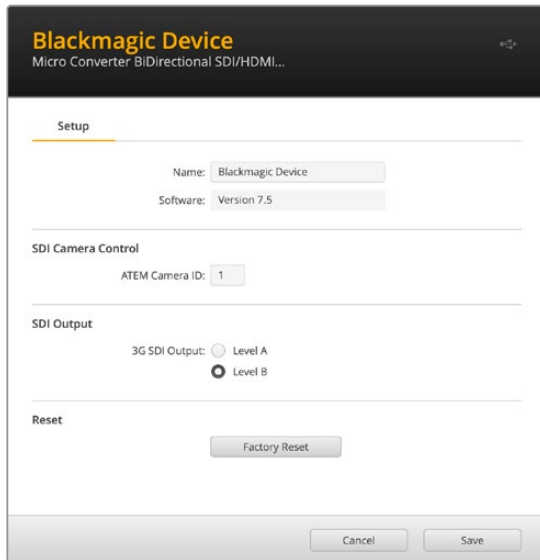 Blackmagic Device
Micro Converter BiDirectional SDI/HDMI...
Setup
Name: Blackmagic Device
Software: Version 7.5
SDI Camera Control
ATEM Camera ID: 1
SDI Output
3G SDI Output: Level A
Level B
Reset
Factory Reset
Cancel Save